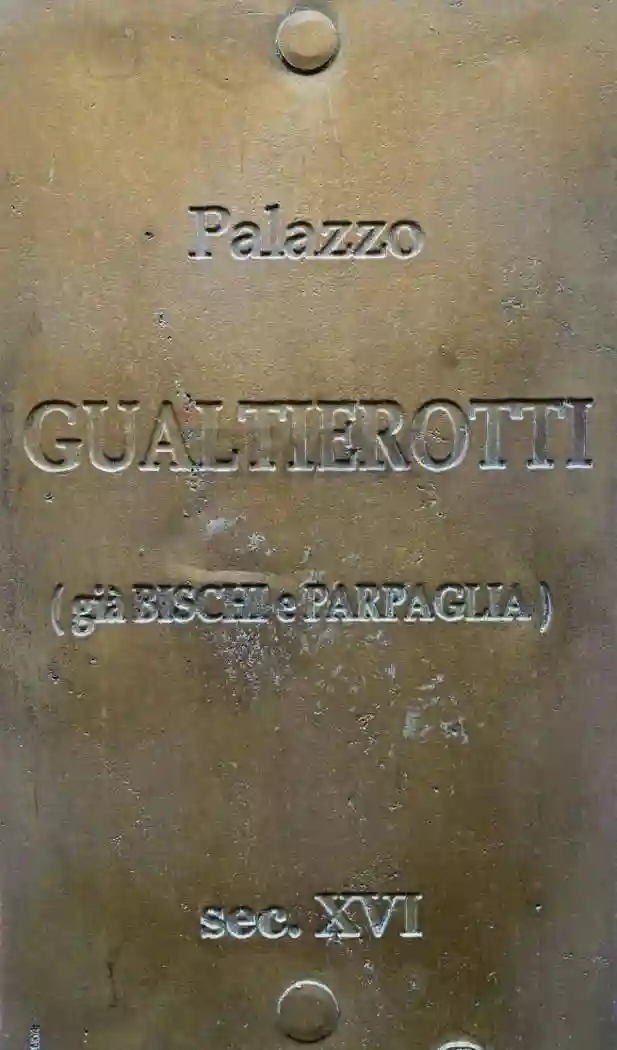 Palazzo
GUALTIEROTTI
( già BISCHI e PARPAGLIA )
sec. XVI